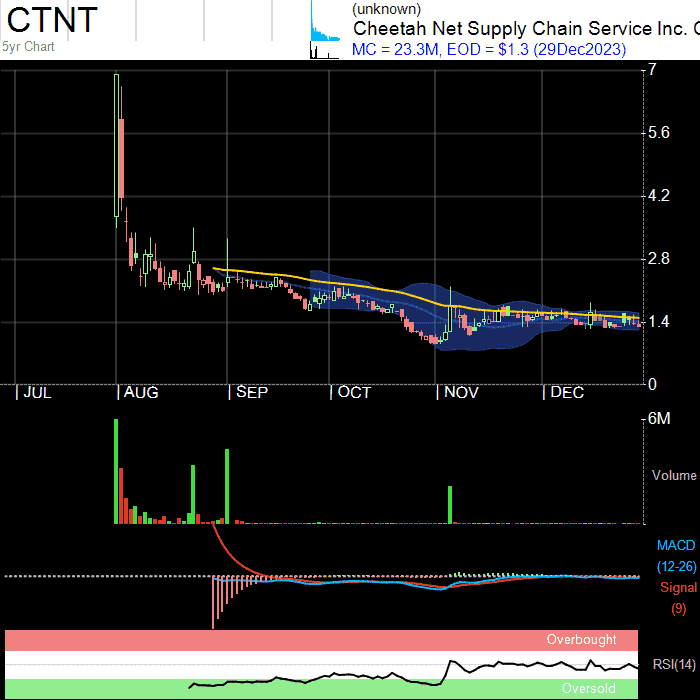 CTNT
5yr Chart
(unknown)
Cheetah Net Supply Chain Service Inc. C
MC = 23.3M, EOD = $1.3 (29Dec2023)
7
5.6
4.2
2.8
1.4
0
JUL
AUG
SEP
OCT
NOV
DEC
6M
Volume
MACD
(12-26)
Signal
(9)
Overbought
RSI(14)
Oversold